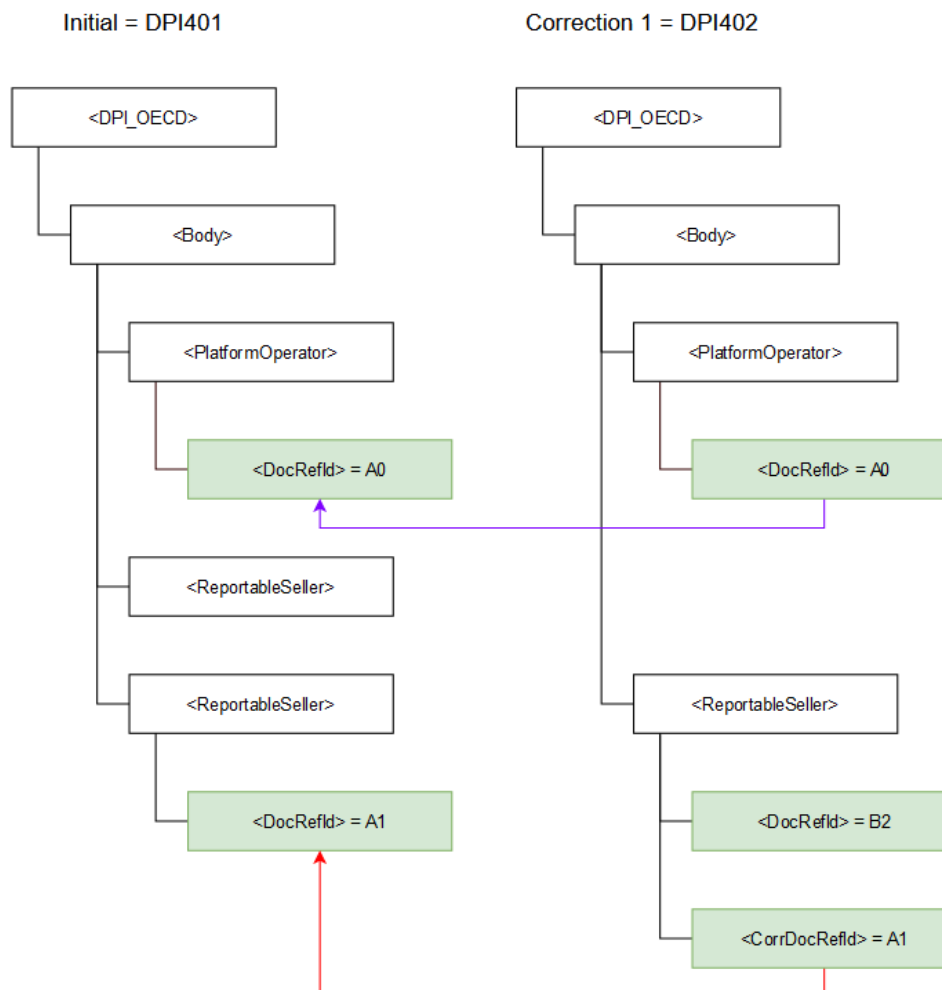 Initial = DPI401
Correction 1 = DPI402
<DPI_OECD>
<DPI_OECD>
<Body>
<Body>
<PlatformOperator>
<PlatformOperator>
<DocRefId> = A0
<DocRefId> = A0
<ReportableSeller>
<ReportableSeller>
<ReportableSeller>
<DocRefId> = A1
<DocRefId> = B2
<CorrDocRefId> = A1